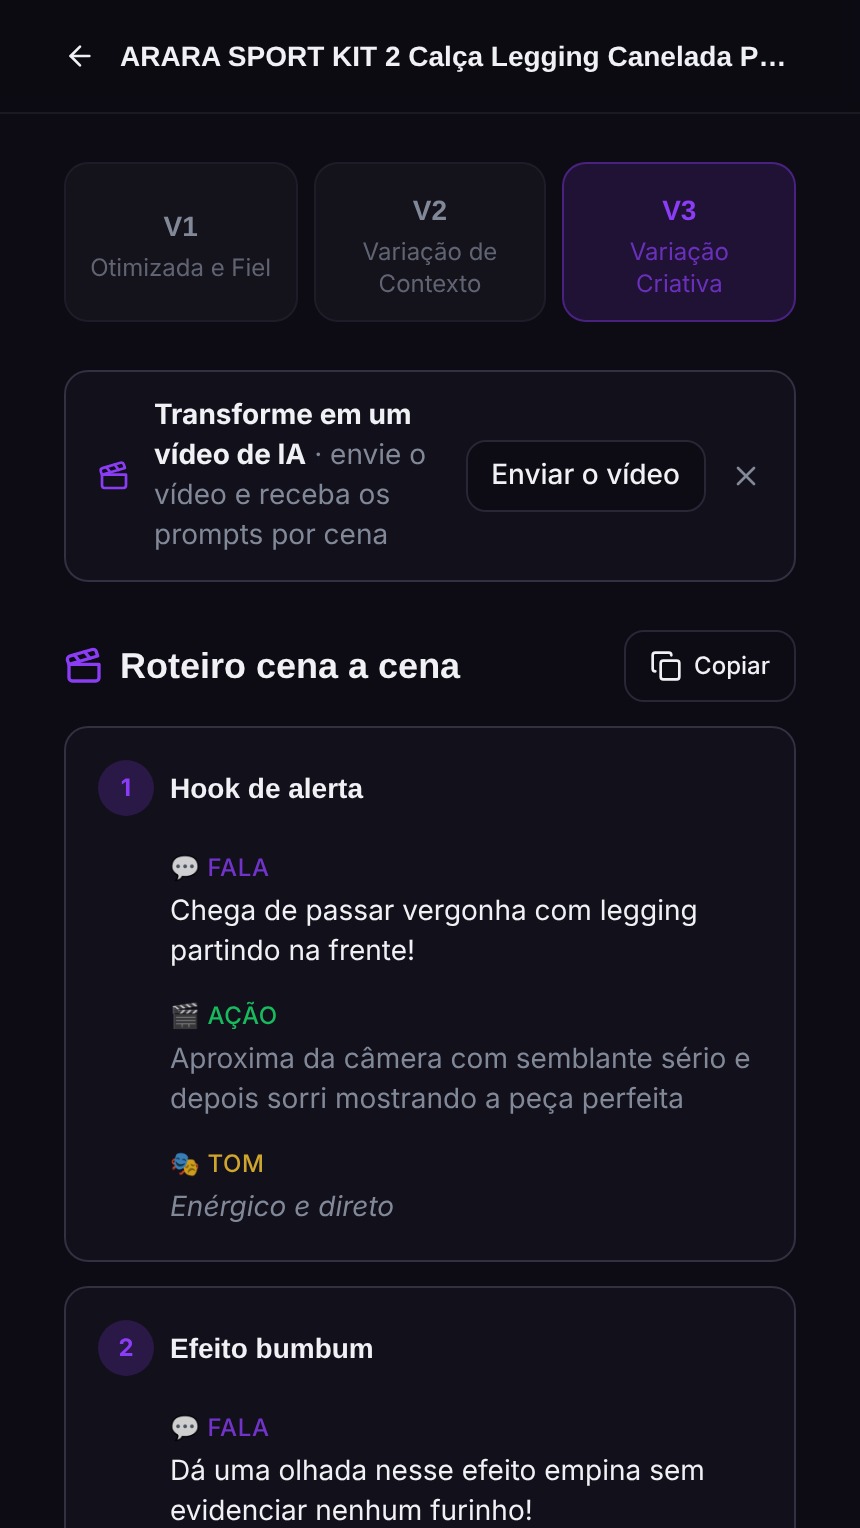 ARARA SPORT KIT 2 Calça Legging Canelada P...
V1
Otimizada e Fiel
V2
Variação de
Contexto
V3
Variação
Criativa
Transforme em um
vídeo de IA · envie o
vídeo e receba os
prompts por cena
Enviar o vídeo
Roteiro cena a cena
Copiar
1
Hook de alerta
💬 FALA
Chega de passar vergonha com legging
partindo na frente!
🎬 AÇÃO
Aproxima da câmera com semblante sério e
depois sorri mostrando a peça perfeita
🎭 TOM
Enérgico e direto
2
Efeito bumbum
💬 FALA
Dá uma olhada nesse efeito empina sem
evidenciar nenhum furinho!